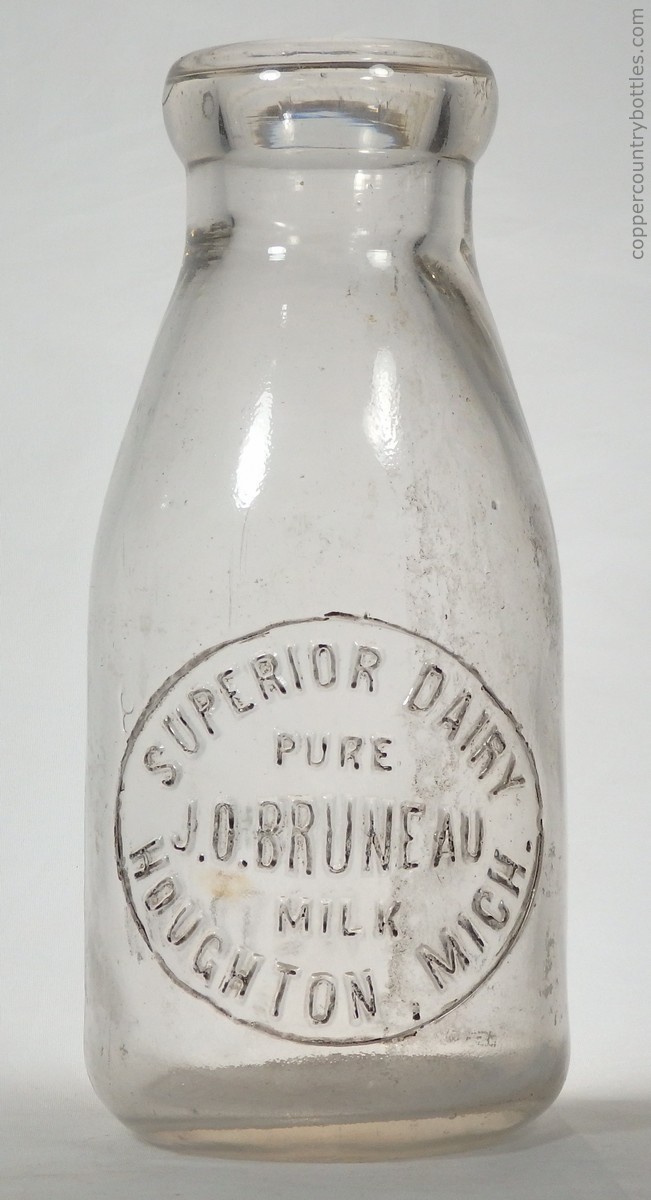 coppercountrybottles.com
SUPERIOR DAIRY
PURE
J.O.BRUNEAU
MILK
HOUGHTON, MICH.